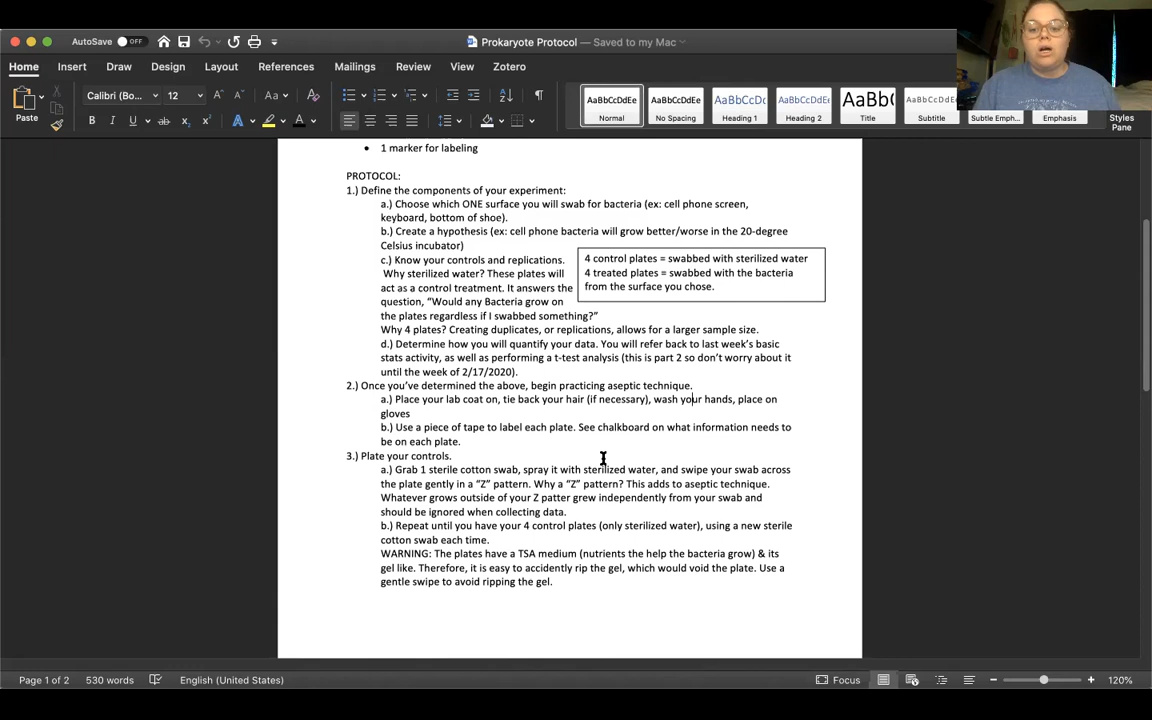 AutoSave OFF
Prokaryote Protocol — Saved to my Mac
Home Insert Draw Design Layout References Mailings Review View Zotero
Paste
Calibri (Bo... 12 Aa
B I U ab x₂ x² A A
AaBbCcDdEe AaBbCcDdEe AaBbCcDc AaBbCcDdEe AaBb( AaBbCcDdEe AaBbCcDdEe AaBbCcDdEe
Normal No Spacing Heading 1 Heading 2 Title Subtitle Subtle Emph... Emphasis
Styles Pane
• 1 marker for labeling
PROTOCOL:
1.) Define the components of your experiment:
a.) Choose which ONE surface you will swab for bacteria (ex: cell phone screen,
keyboard, bottom of shoe).
b.) Create a hypothesis (ex: cell phone bacteria will grow better/worse in the 20-degree
Celsius incubator)
c.) Know your controls and replications.
Why sterilized water? These plates will
act as a control treatment. It answers the
question, “Would any Bacteria grow on
the plates regardless if I swabbed something?”
4 control plates = swabbed with sterilized water
4 treated plates = swabbed with the bacteria
from the surface you chose.
Why 4 plates? Creating duplicates, or replications, allows for a larger sample size.
d.) Determine how you will quantify your data. You will refer back to last week’s basic
stats activity, as well as performing a t-test analysis (this is part 2 so don’t worry about it
until the week of 2/17/2020).
2.) Once you’ve determined the above, begin practicing aseptic technique.
a.) Place your lab coat on, tie back your hair (if necessary), wash your hands, place on
gloves
b.) Use a piece of tape to label each plate. See chalkboard on what information needs to
be on each plate.
3.) Plate your controls.
a.) Grab 1 sterile cotton swab, spray it with sterilized water, and swipe your swab across
the plate gently in a “Z” pattern. Why a “Z” pattern? This adds to aseptic technique.
Whatever grows outside of your Z patter grew independently from your swab and
should be ignored when collecting data.
b.) Repeat until you have your 4 control plates (only sterilized water), using a new sterile
cotton swab each time.
WARNING: The plates have a TSA medium (nutrients the help the bacteria grow) & its
gel like. Therefore, it is easy to accidently rip the gel, which would void the plate. Use a
gentle swipe to avoid ripping the gel.
Page 1 of 2 530 words English (United States) Focus 120%